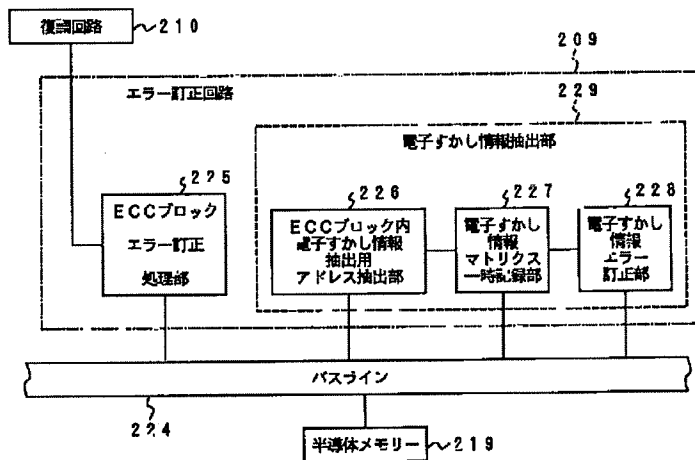 復調回路
210
209
エラー訂正回路
229
電子すかし情報抽出部
225
ECCブロック
エラー訂正
処理部
226
ECCブロック内
電子すかし情報
抽出用
アドレス抽出部
227
電子すかし
情報
マトリクス
一時記録部
228
電子すかし
情報
エラー
訂正部
バスライン
224
半導体メモリー
219